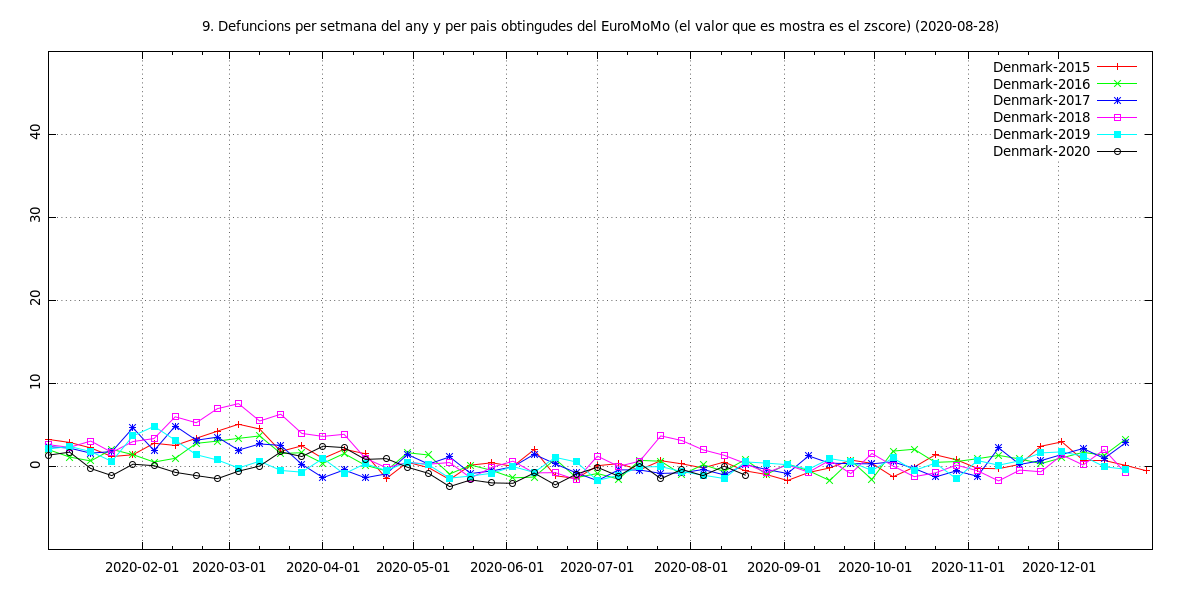 9. Defuncions per setmana del any y per pais obtingudes del EuroMoMo (el valor que es mostra es el zscore) (2020-08-28)
Denmark-2015
Denmark-2016
Denmark-2017
Denmark-2018
Denmark-2019
Denmark-2020
40
30
20
10
0
2020-02-01 2020-03-01 2020-04-01 2020-05-01 2020-06-01 2020-07-01 2020-08-01 2020-09-01 2020-10-01 2020-11-01 2020-12-01